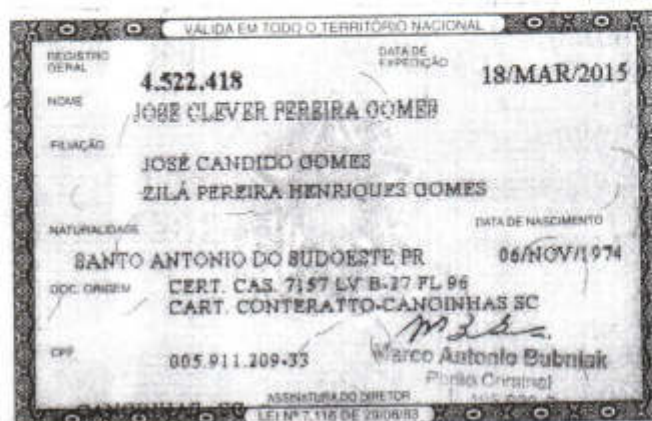 VÁLIDA EM TODO O TERRITÓRIO NACIONAL
REGISTRO GERAL 4.522.418 DATA DE EXPEDIÇÃO 18/MAR/2015
NOME JOSE CLEVER PEREIRA GOMES
FILIAÇÃO
JOSÉ CANDIDO GOMES
ZILÁ PEREIRA HENRIQUES GOMES
NATURALIDADE DATA DE NASCIMENTO
SANTO ANTONIO DO SUDOESTE PR 06/NOV/1974
DOC. ORIGEM CERT. CAS. 7157 LV B-27 FL 96
CART. CONTERATTO-CANOINHAS SC
CPF 005.911.209-33 Marco Antonio Bubniak
Perito Criminal
ASSINATURA DO DIRETOR
LEI Nº 7.116 DE 29/08/83